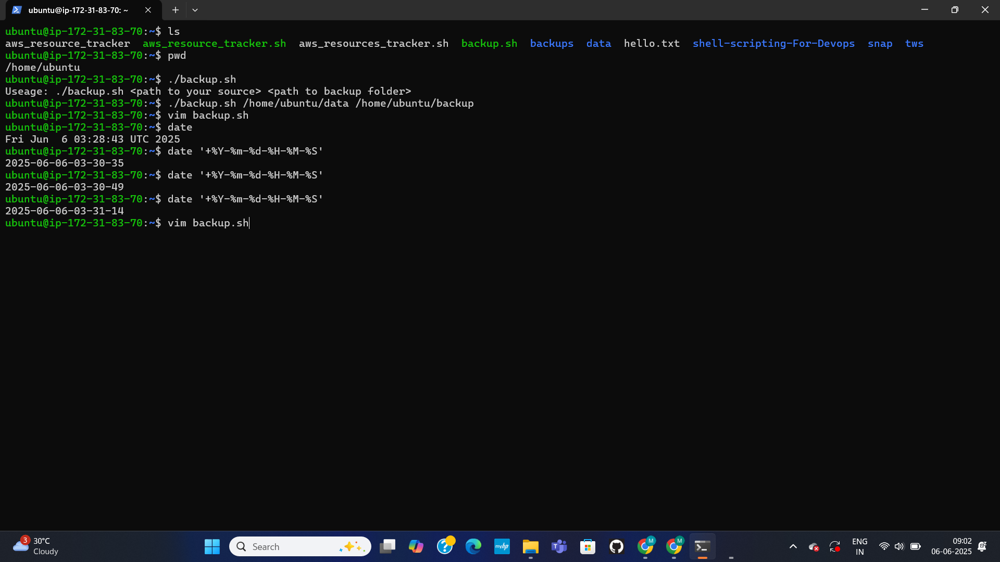 ubuntu@ip-172-31-83-70: ~
ubuntu@ip-172-31-83-70:~$ ls
aws_resource_tracker  aws_resource_tracker.sh  aws_resources_tracker.sh  backup.sh  backups  data  hello.txt  shell-scripting-For-Devops  snap  tws
ubuntu@ip-172-31-83-70:~$ pwd
/home/ubuntu
ubuntu@ip-172-31-83-70:~$ ./backup.sh
Useage: ./backup.sh <path to your source> <path to backup folder>
ubuntu@ip-172-31-83-70:~$ ./backup.sh /home/ubuntu/data /home/ubuntu/backup
ubuntu@ip-172-31-83-70:~$ vim backup.sh
ubuntu@ip-172-31-83-70:~$ date
Fri Jun  6 03:28:43 UTC 2025
ubuntu@ip-172-31-83-70:~$ date '+%Y-%m-%d-%H-%M-%S'
2025-06-06-03-30-35
ubuntu@ip-172-31-83-70:~$ date '+%Y-%m-%d-%H-%M-%S'
2025-06-06-03-30-49
ubuntu@ip-172-31-83-70:~$ date '+%Y-%m-%d-%H-%M-%S'
2025-06-06-03-31-14
ubuntu@ip-172-31-83-70:~$ vim backup.sh
3
30°C
Cloudy
Search
myhp
T
M
M
ENG
IN
09:02
06-06-2025